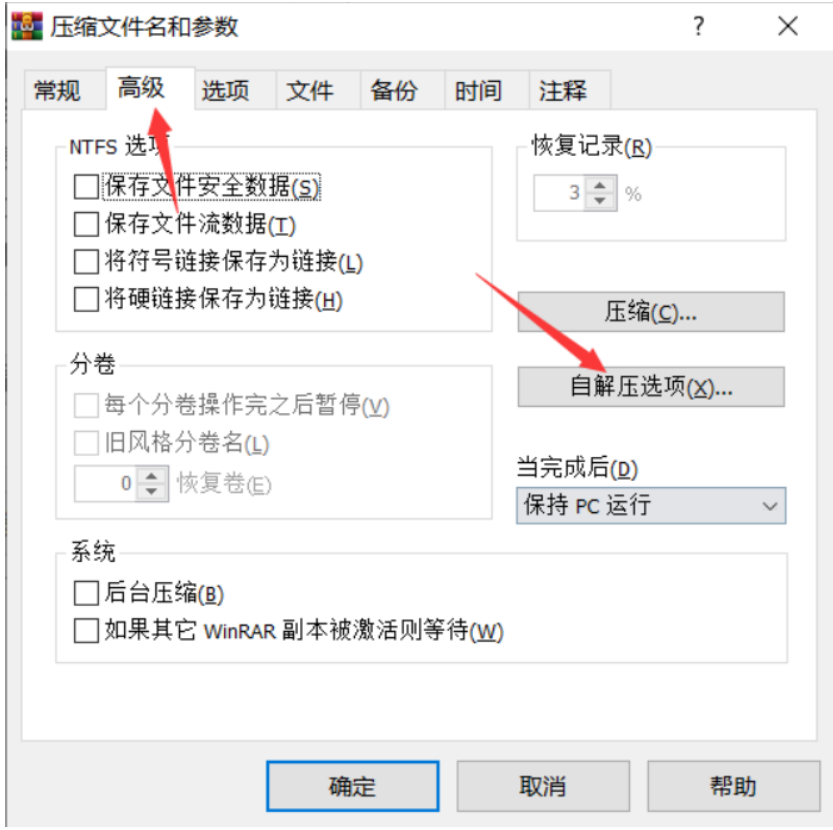 压缩文件名和参数 ?
常规 高级 选项 文件 备份 时间 注释
NTFS 选项
保存文件安全数据(S)
保存文件流数据(T)
将符号链接保存为链接(L)
将硬链接保存为链接(H)
恢复记录(R)
3 %
压缩(C)...
自解压选项(X)...
分卷
每个分卷操作完之后暂停(V)
旧风格分卷名(L)
0 恢复卷(E)
当完成后(D)
保持 PC 运行
系统
后台压缩(B)
如果其它 WinRAR 副本被激活则等待(W)
确定 取消 帮助